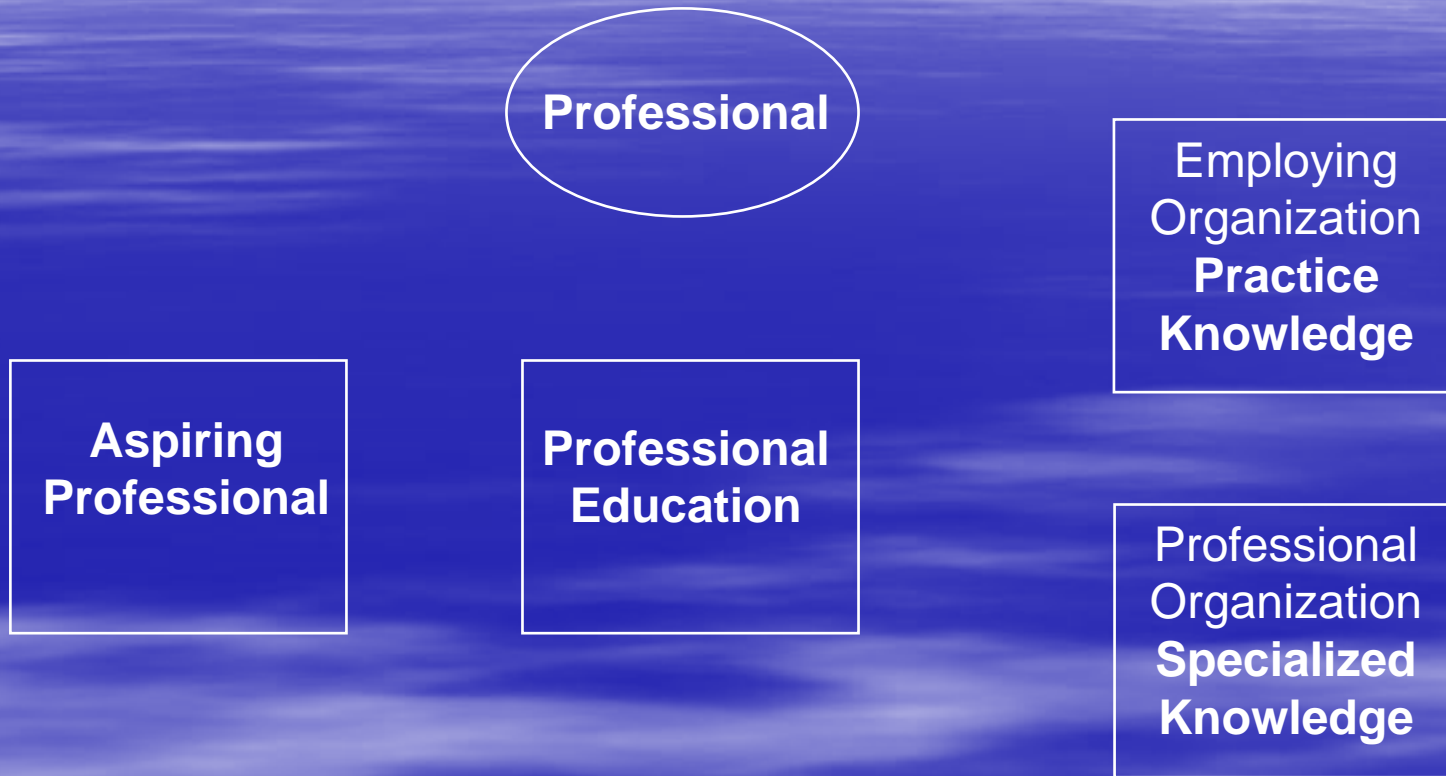 Professional
Employing
Organization
Practice
Knowledge
Aspiring
Professional
Professional
Education
Professional
Organization
Specialized
Knowledge